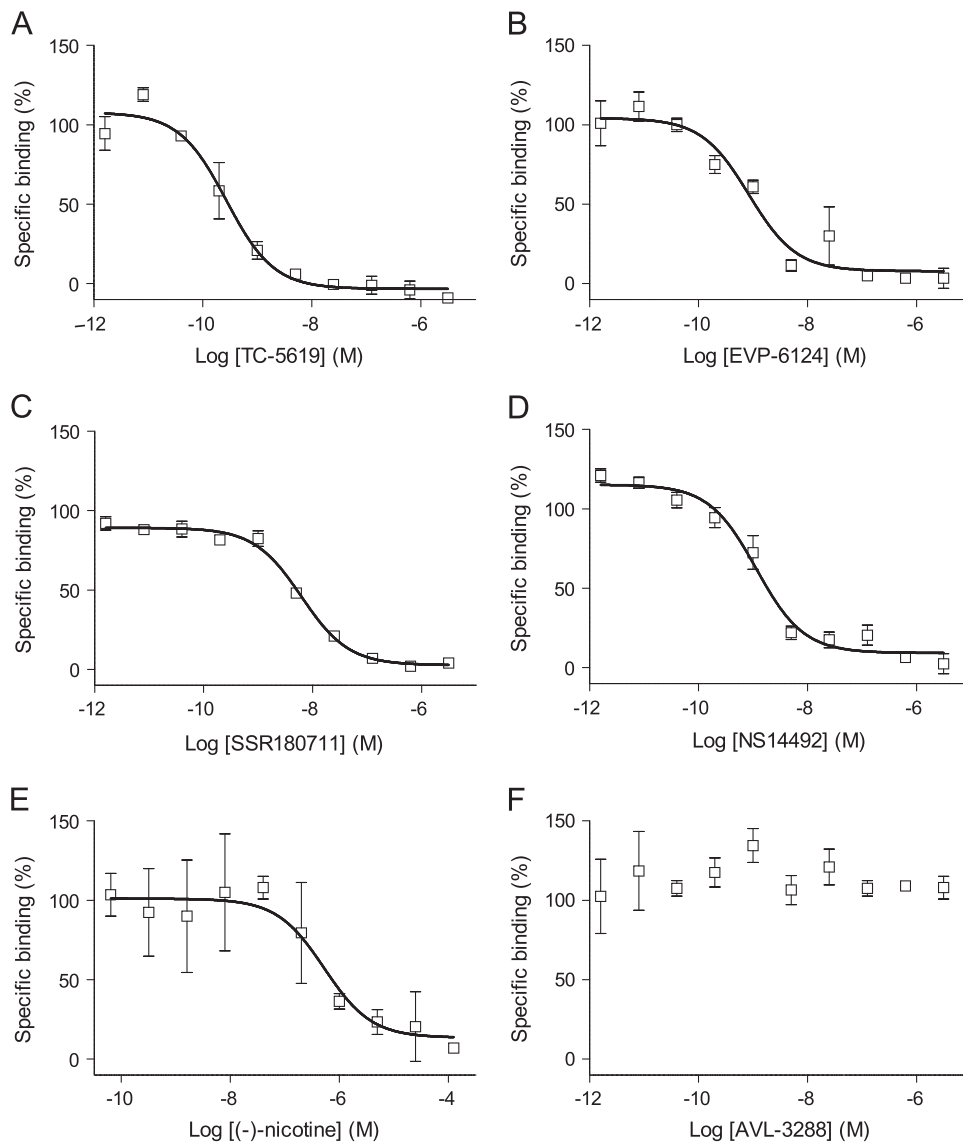 A
150
100
50
0
Specific binding (%)
–12
-10
-8
-6
Log [TC-5619] (M)
B
150
100
50
0
Specific binding (%)
-12
-10
-8
-6
Log [EVP-6124] (M)
C
150
100
50
0
Specific binding (%)
-12
-10
-8
-6
Log [SSR180711] (M)
D
150
100
50
0
Specific binding (%)
-12
-10
-8
-6
Log [NS14492] (M)
E
150
100
50
0
Specific binding (%)
-10
-8
-6
-4
Log [(-)-nicotine] (M)
F
150
100
50
0
Specific binding (%)
-12
-10
-8
-6
Log [AVL-3288] (M)